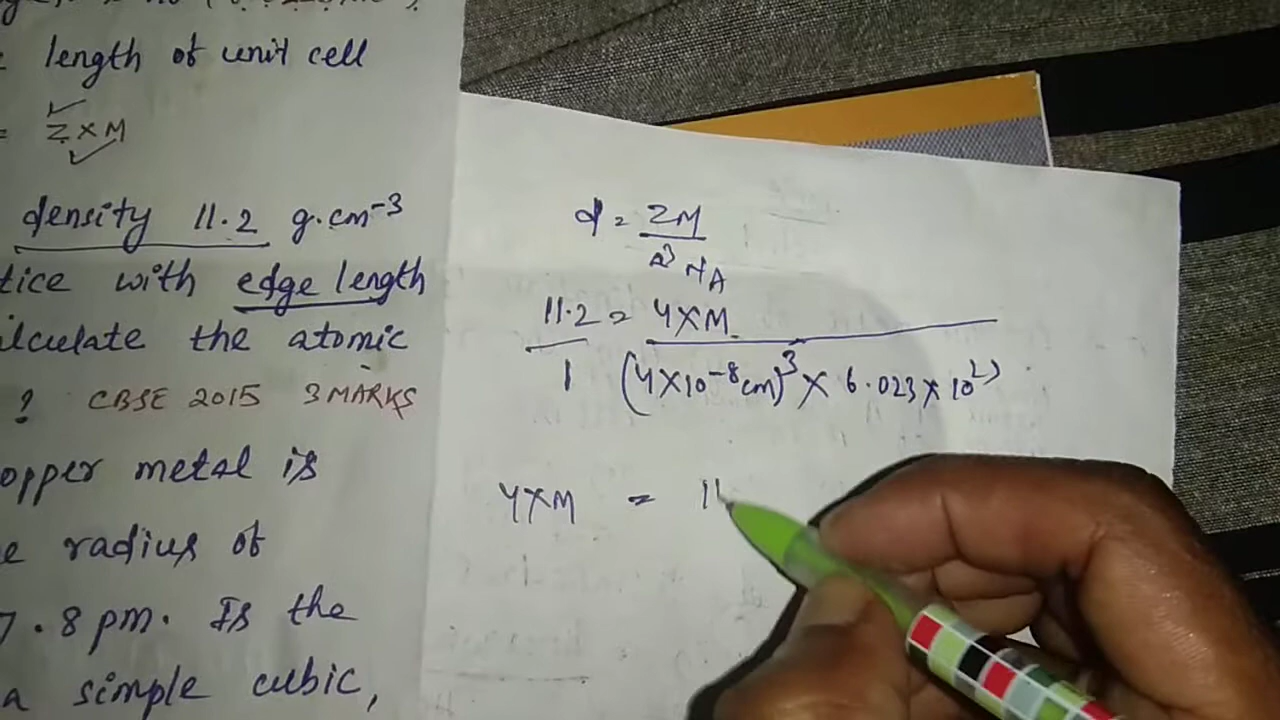 length of unit cell
= Z × M
density 11.2 g.cm⁻³
tice with edge length
lculate the atomic
? CBSE 2015 3 MARKS
opper metal is
e radius of
7.8 pm. Is the
a simple cubic,
d = ZM
a³ NA
11.2 = 4×M
1 (4×10⁻⁸cm)³ × 6.023 × 10²³
4×M = 11